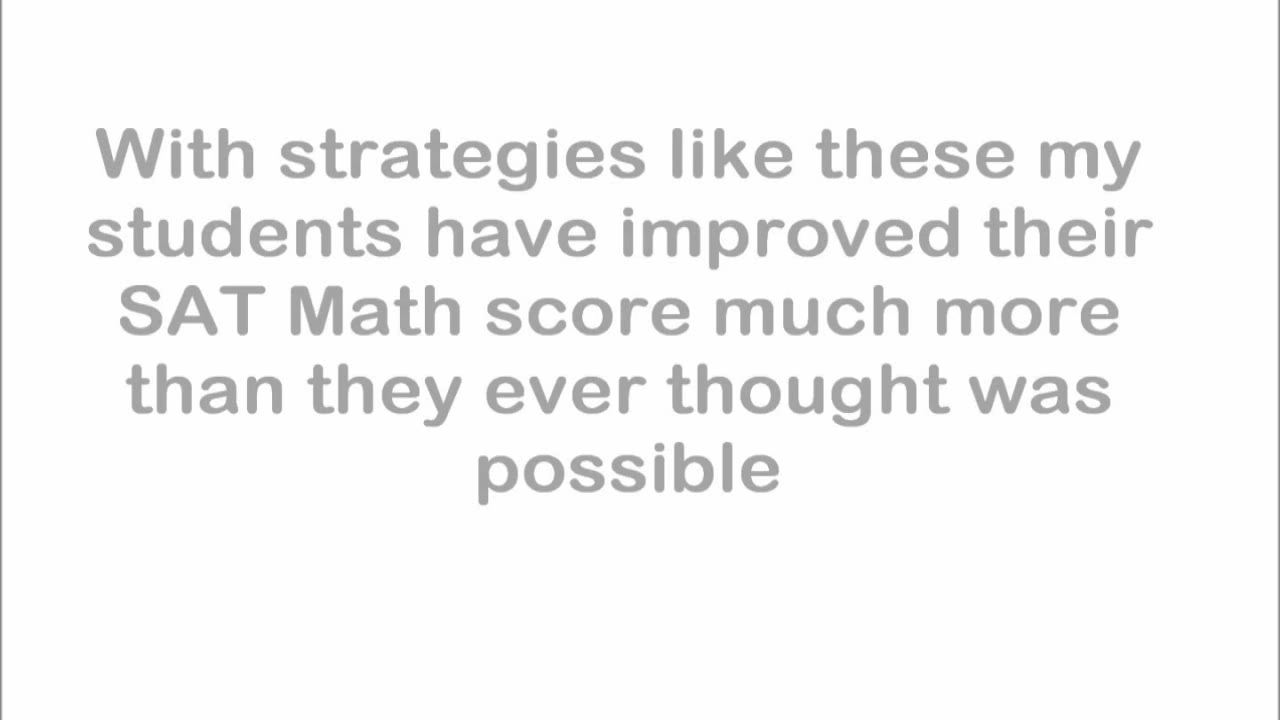 With strategies like these my
students have improved their
SAT Math score much more
than they ever thought was
possible